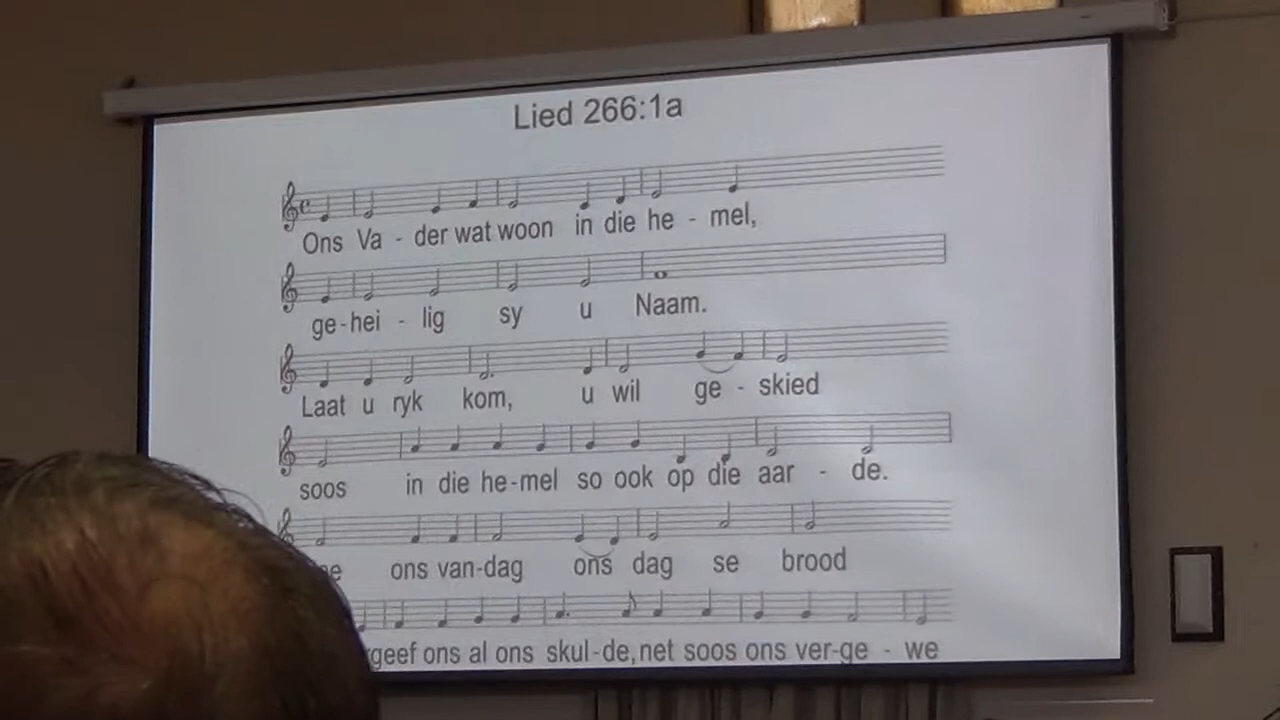 Lied 266:1a
Ons Va - der wat woon in die he - mel,
ge - hei - lig sy u Naam.
Laat u ryk kom, u wil ge - skied
soos in die he - mel so ook op die aar - de.
ons van - dag ons dag se brood
ons al ons skul - de, net soos ons ver - ge - we